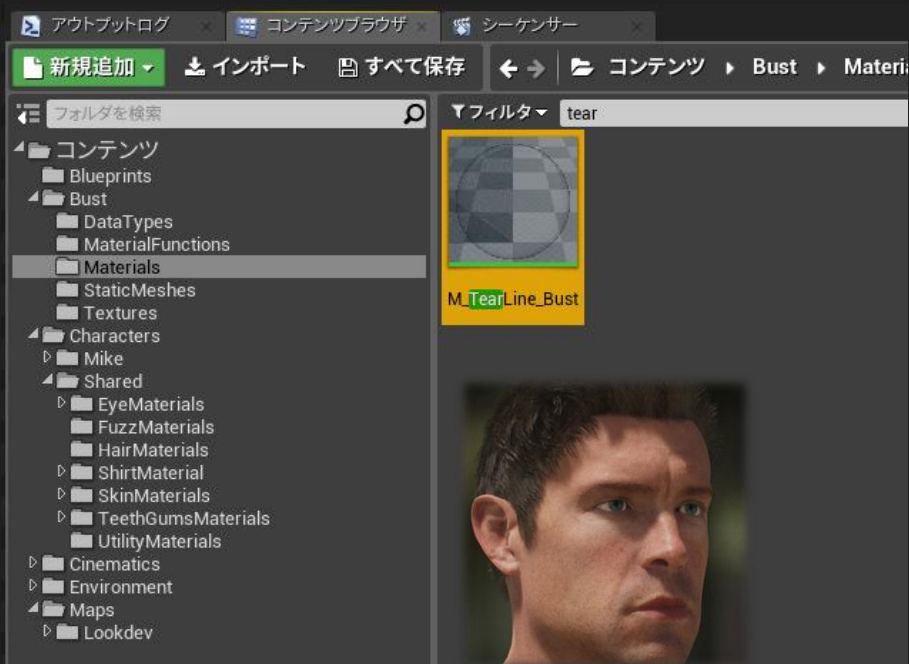 アウトプットログ
コンテンツブラウザ
シーケンサー
新規追加
インポート
すべて保存
コンテンツ
Bust
フォルダを検索
フィルタ
tear
コンテンツ
Blueprints
Bust
DataTypes
MaterialFunctions
Materials
StaticMeshes
Textures
Characters
Mike
Shared
EyeMaterials
FuzzMaterials
HairMaterials
ShirtMaterial
SkinMaterials
TeethGumsMaterials
UtilityMaterials
Cinematics
Environment
Maps
Lookdev
M_TearLine_Bust